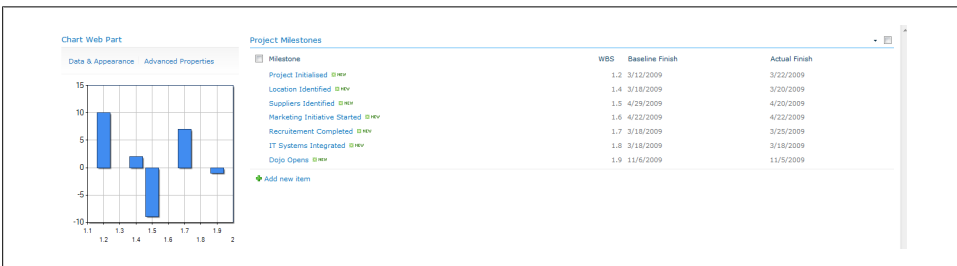 Chart Web Part
Data & Appearance Advanced Properties
15
10
5
0
-5
-10
1.1 1.3 1.5 1.7 1.9
1.2 1.4 1.6 1.8 2
Project Milestones
Milestone WBS Baseline Finish Actual Finish
Project Initialised NEW 1.2 3/12/2009 3/22/2009
Location Identified NEW 1.4 3/18/2009 3/20/2009
Suppliers Identified NEW 1.5 4/29/2009 4/20/2009
Marketing Initiative Started NEW 1.6 4/22/2009 4/22/2009
Recruitement Completed NEW 1.7 3/18/2009 3/25/2009
IT Systems Integrated NEW 1.8 3/18/2009 3/18/2009
Dojo Opens NEW 1.9 11/6/2009 11/5/2009
Add new item